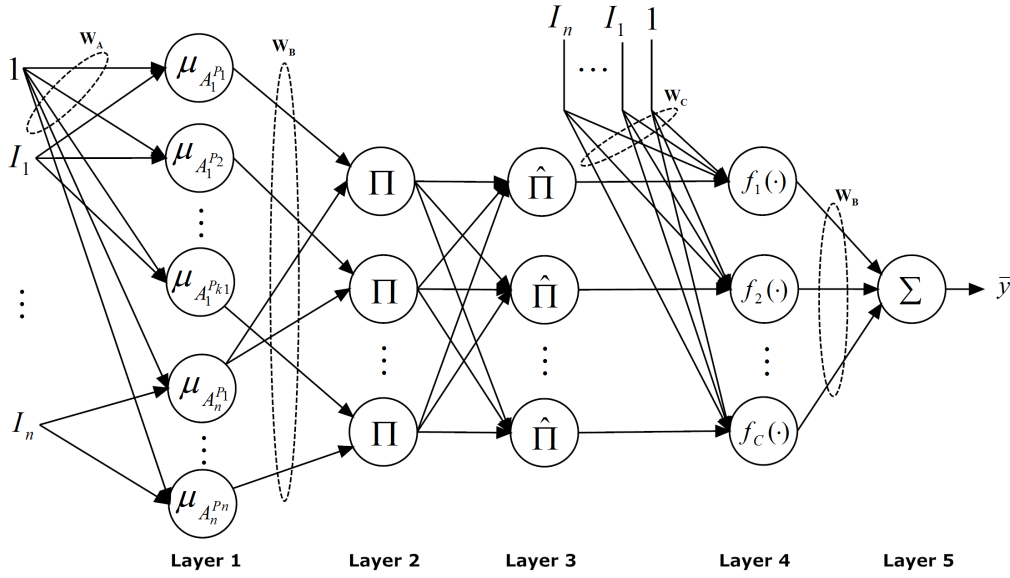 I_n ... I_1 1
W_A
W_B
W_C
1
I_1
⋮
I_n
μ_{A_1^{P_1}}
μ_{A_1^{P_2}}
⋮
μ_{A_1^{P_{k1}}}
μ_{A_n^{P_1}}
⋮
μ_{A_n^{P_n}}
Π
Π
⋮
Π
Π̂
Π̂
⋮
Π̂
f_1(·)
f_2(·)
⋮
f_C(·)
W_B
Σ
ȳ
Layer 1 Layer 2 Layer 3 Layer 4 Layer 5